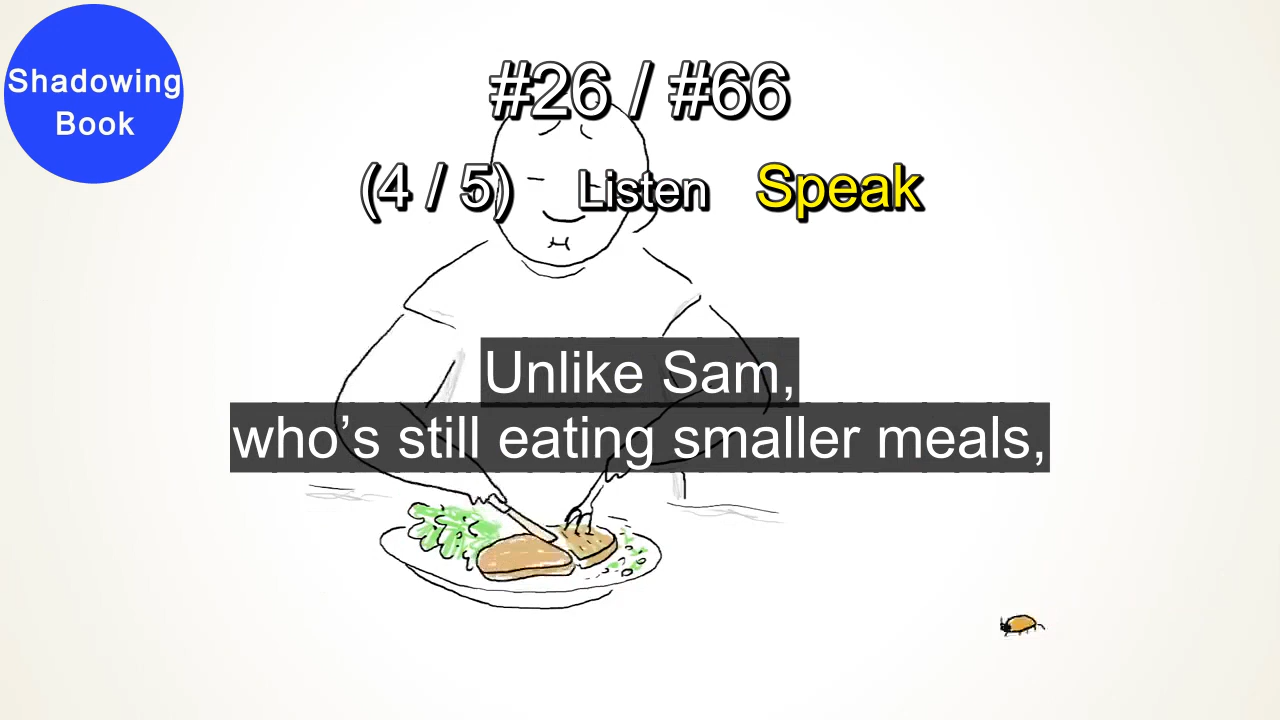 Shadowing
Book
#26 / #66
(4 / 5) Listen Speak
Unlike Sam,
who’s still eating smaller meals,